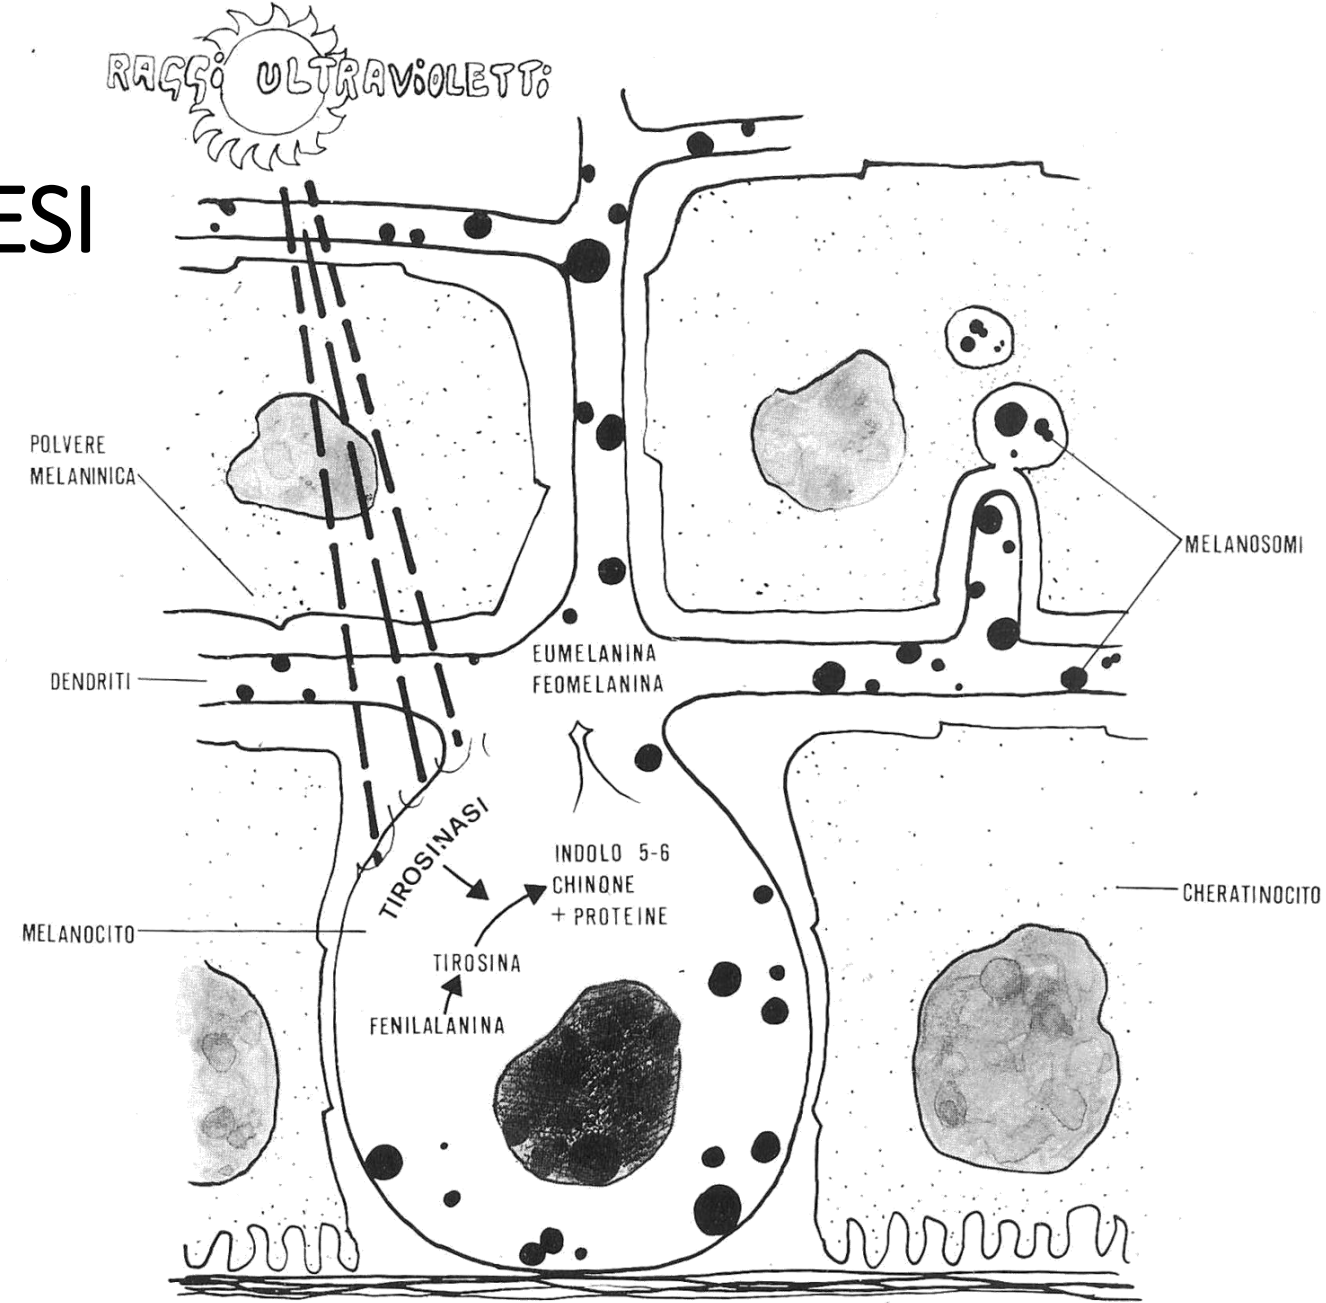 RAGGI ULTRAVIOLETTI
ESI
POLVERE
MELANINICA
MELANOSOMI
EUMELANINA
FEOMELANINA
DENDRITI
TIROSINASI
INDOLO 5-6
CHINONE
+ PROTEINE
CHERATINOCITO
MELANOCITO
TIROSINA
FENILALANINA